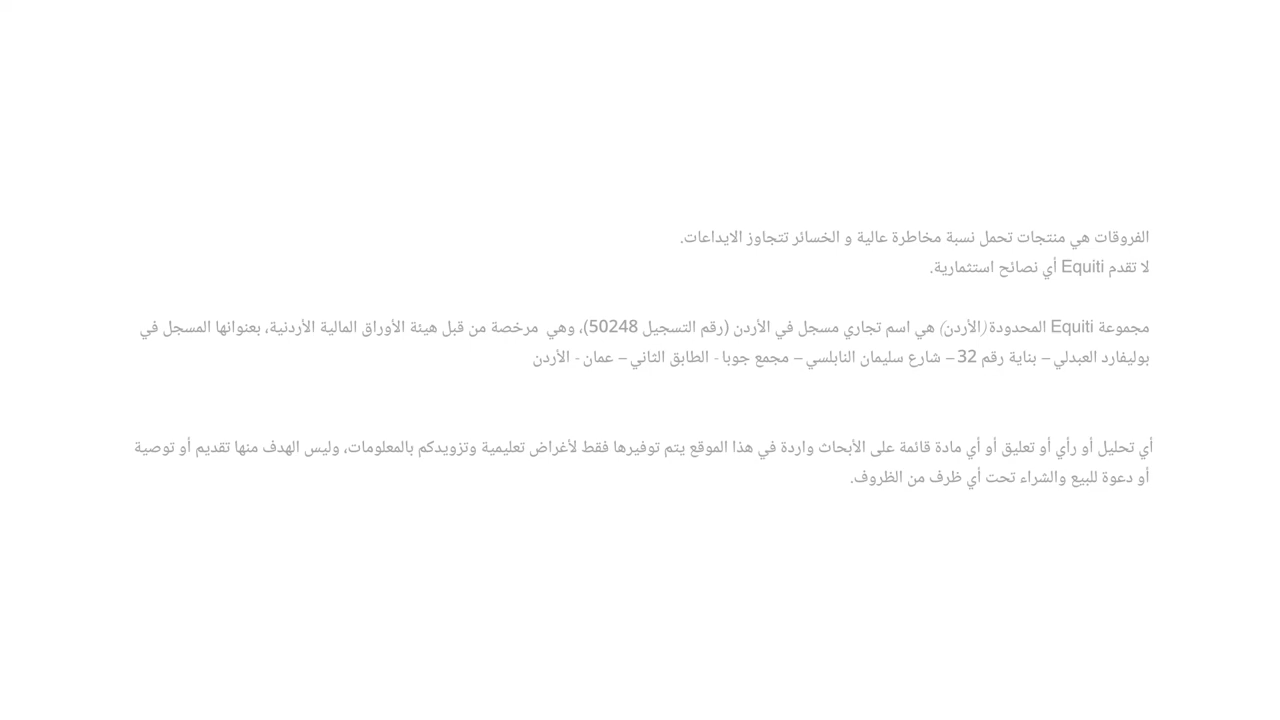 الفروقات هي منتجات تحمل نسبة مخاطرة عالية و الخسائر تتجاوز الايداعات.
لا تقدم Equiti أي نصائح استثمارية.
مجموعة Equiti المحدودة (الأردن) هي اسم تجاري مسجل في الأردن (رقم التسجيل 50248)، وهي مرخصة من قبل هيئة الأوراق المالية الأردنية، بعنوانها المسجل في
بوليفارد العبدلي – بناية رقم 32 – شارع سليمان النابلسي – مجمع جوبا - الطابق الثاني – عمان - الأردن
أي تحليل أو رأي أو تعليق أو أي مادة قائمة على الأبحاث واردة في هذا الموقع يتم توفيرها فقط لأغراض تعليمية وتزويدكم بالمعلومات، وليس الهدف منها تقديم أو توصية
أو دعوة للبيع والشراء تحت أي ظرف من الظروف.